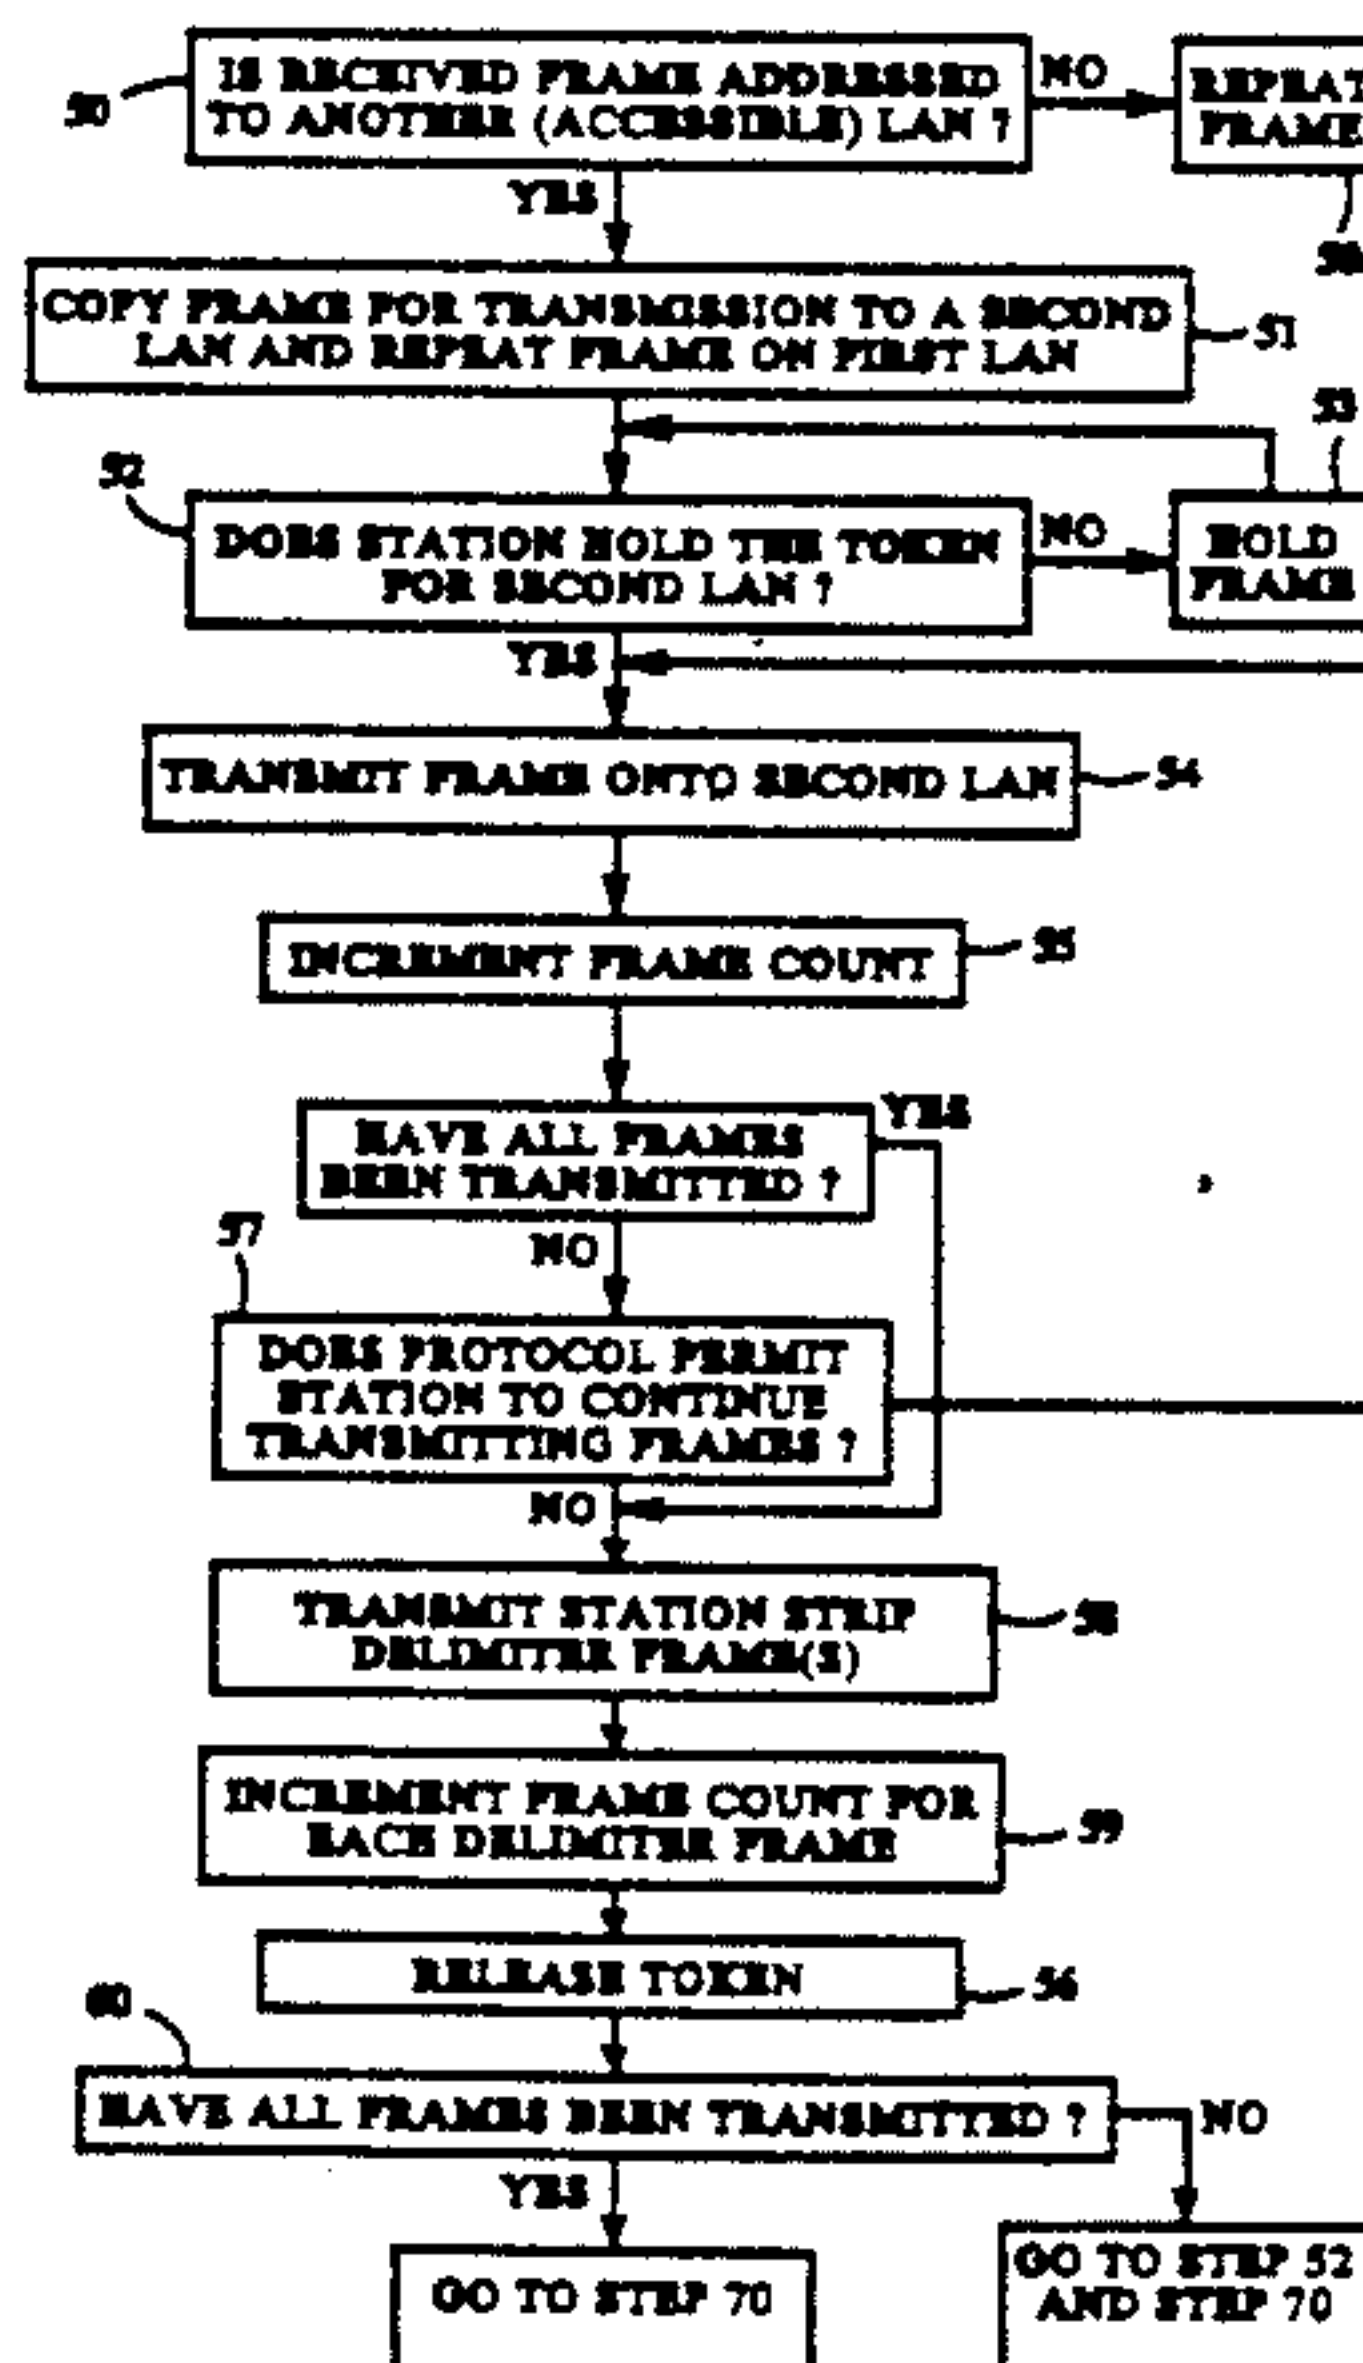 50
IS RECEIVED FRAME ADDRESSED
TO ANOTHER (ACCESSIBLE) LAN ?
NO
REPEAT
FRAME
YES
COPY FRAME FOR TRANSMISSION TO A SECOND
LAN AND REPEAT FRAME ON FIRST LAN
51
53
52
DOES STATION HOLD THE TOKEN
FOR SECOND LAN ?
NO
HOLD
FRAME
YES
TRANSMIT FRAME ONTO SECOND LAN
54
INCREMENT FRAME COUNT
55
HAVE ALL FRAMES
BEEN TRANSMITTED ?
YES
NO
57
DOES PROTOCOL PERMIT
STATION TO CONTINUE
TRANSMITTING FRAMES ?
NO
TRANSMIT STATION STRIP
DELIMITER FRAME(S)
58
INCREMENT FRAME COUNT FOR
EACH DELIMITER FRAME
59
RELEASE TOKEN
56
60
HAVE ALL FRAMES BEEN TRANSMITTED ?
NO
YES
GO TO STEP 70
GO TO STEP 52
AND STEP 70